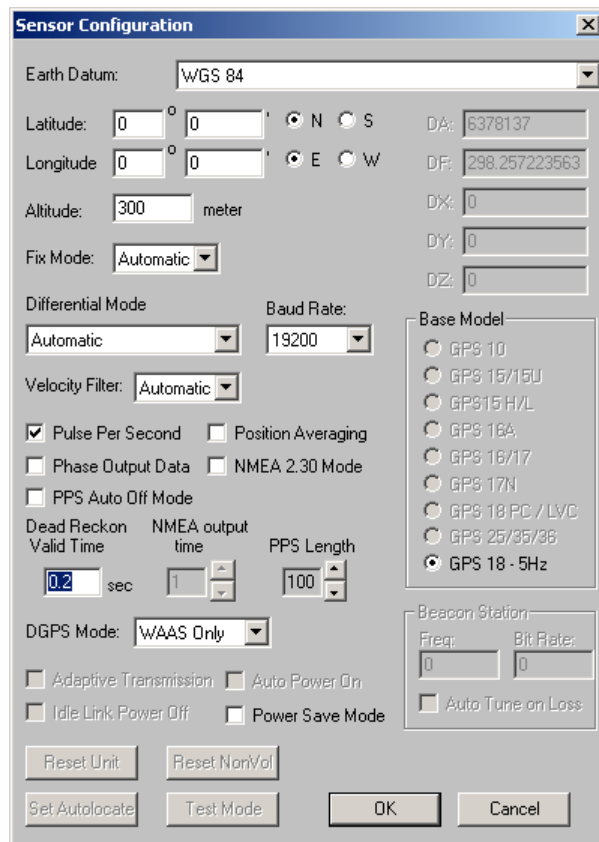 Sensor Configuration
Earth Datum: WGS 84
Latitude: 0 ° 0 ' N S
Longitude 0 ° 0 ' E W
Altitude: 300 meter
Fix Mode: Automatic
DA: 6378137
DF: 298.257223563
DX: 0
DY: 0
DZ: 0
Differential Mode
Automatic
Baud Rate:
19200
Velocity Filter: Automatic
Pulse Per Second Position Averaging
Phase Output Data NMEA 2.30 Mode
PPS Auto Off Mode
Dead Reckon
Valid Time
0.2 sec
NMEA output
time
1
PPS Length
100
DGPS Mode: WAAS Only
Base Model
GPS 10
GPS 15/15U
GPS15 H/L
GPS 16A
GPS 16/17
GPS 17N
GPS 18 PC / LVC
GPS 25/35/36
GPS 18 - 5Hz
Beacon Station
Freq: Bit Rate:
0 0
Auto Tune on Loss
Adaptive Transmission Auto Power On
Idle Link Power Off Power Save Mode
Reset Unit Reset NonVol
Set Autolocate Test Mode OK Cancel